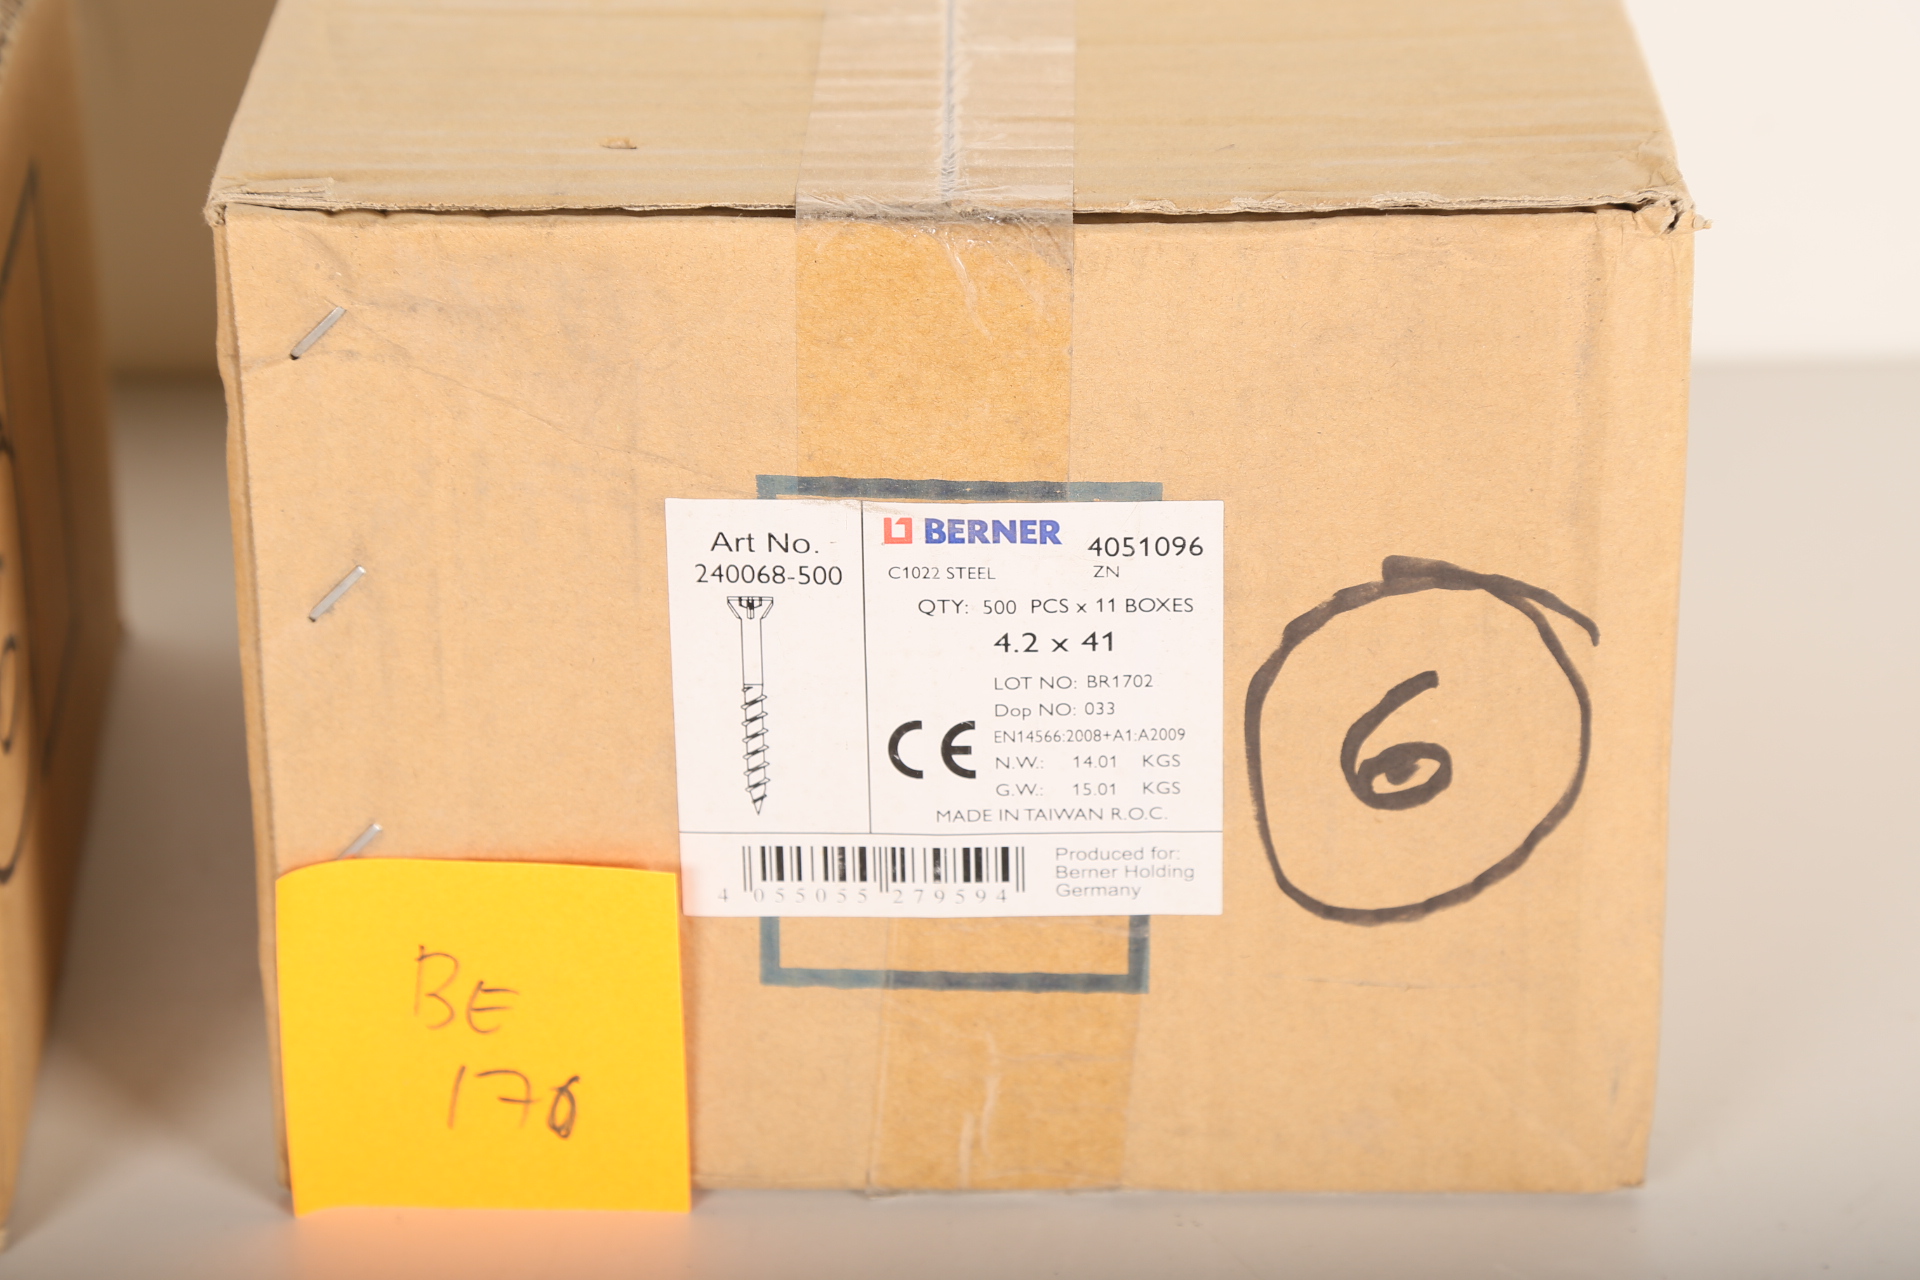 Art No.
240068-500
BERNER
4051096
C1022 STEEL
ZN
QTY: 500 PCS x 11 BOXES
4.2 x 41
LOT NO: BR1702
Dop NO: 033
EN14566:2008+A1:A2009
CE
N.W.: 14.01 KGS
G.W.: 15.01 KGS
MADE IN TAIWAN R.O.C.
4 055055 279594
Produced for:
Berner Holding
Germany
6
BE
176